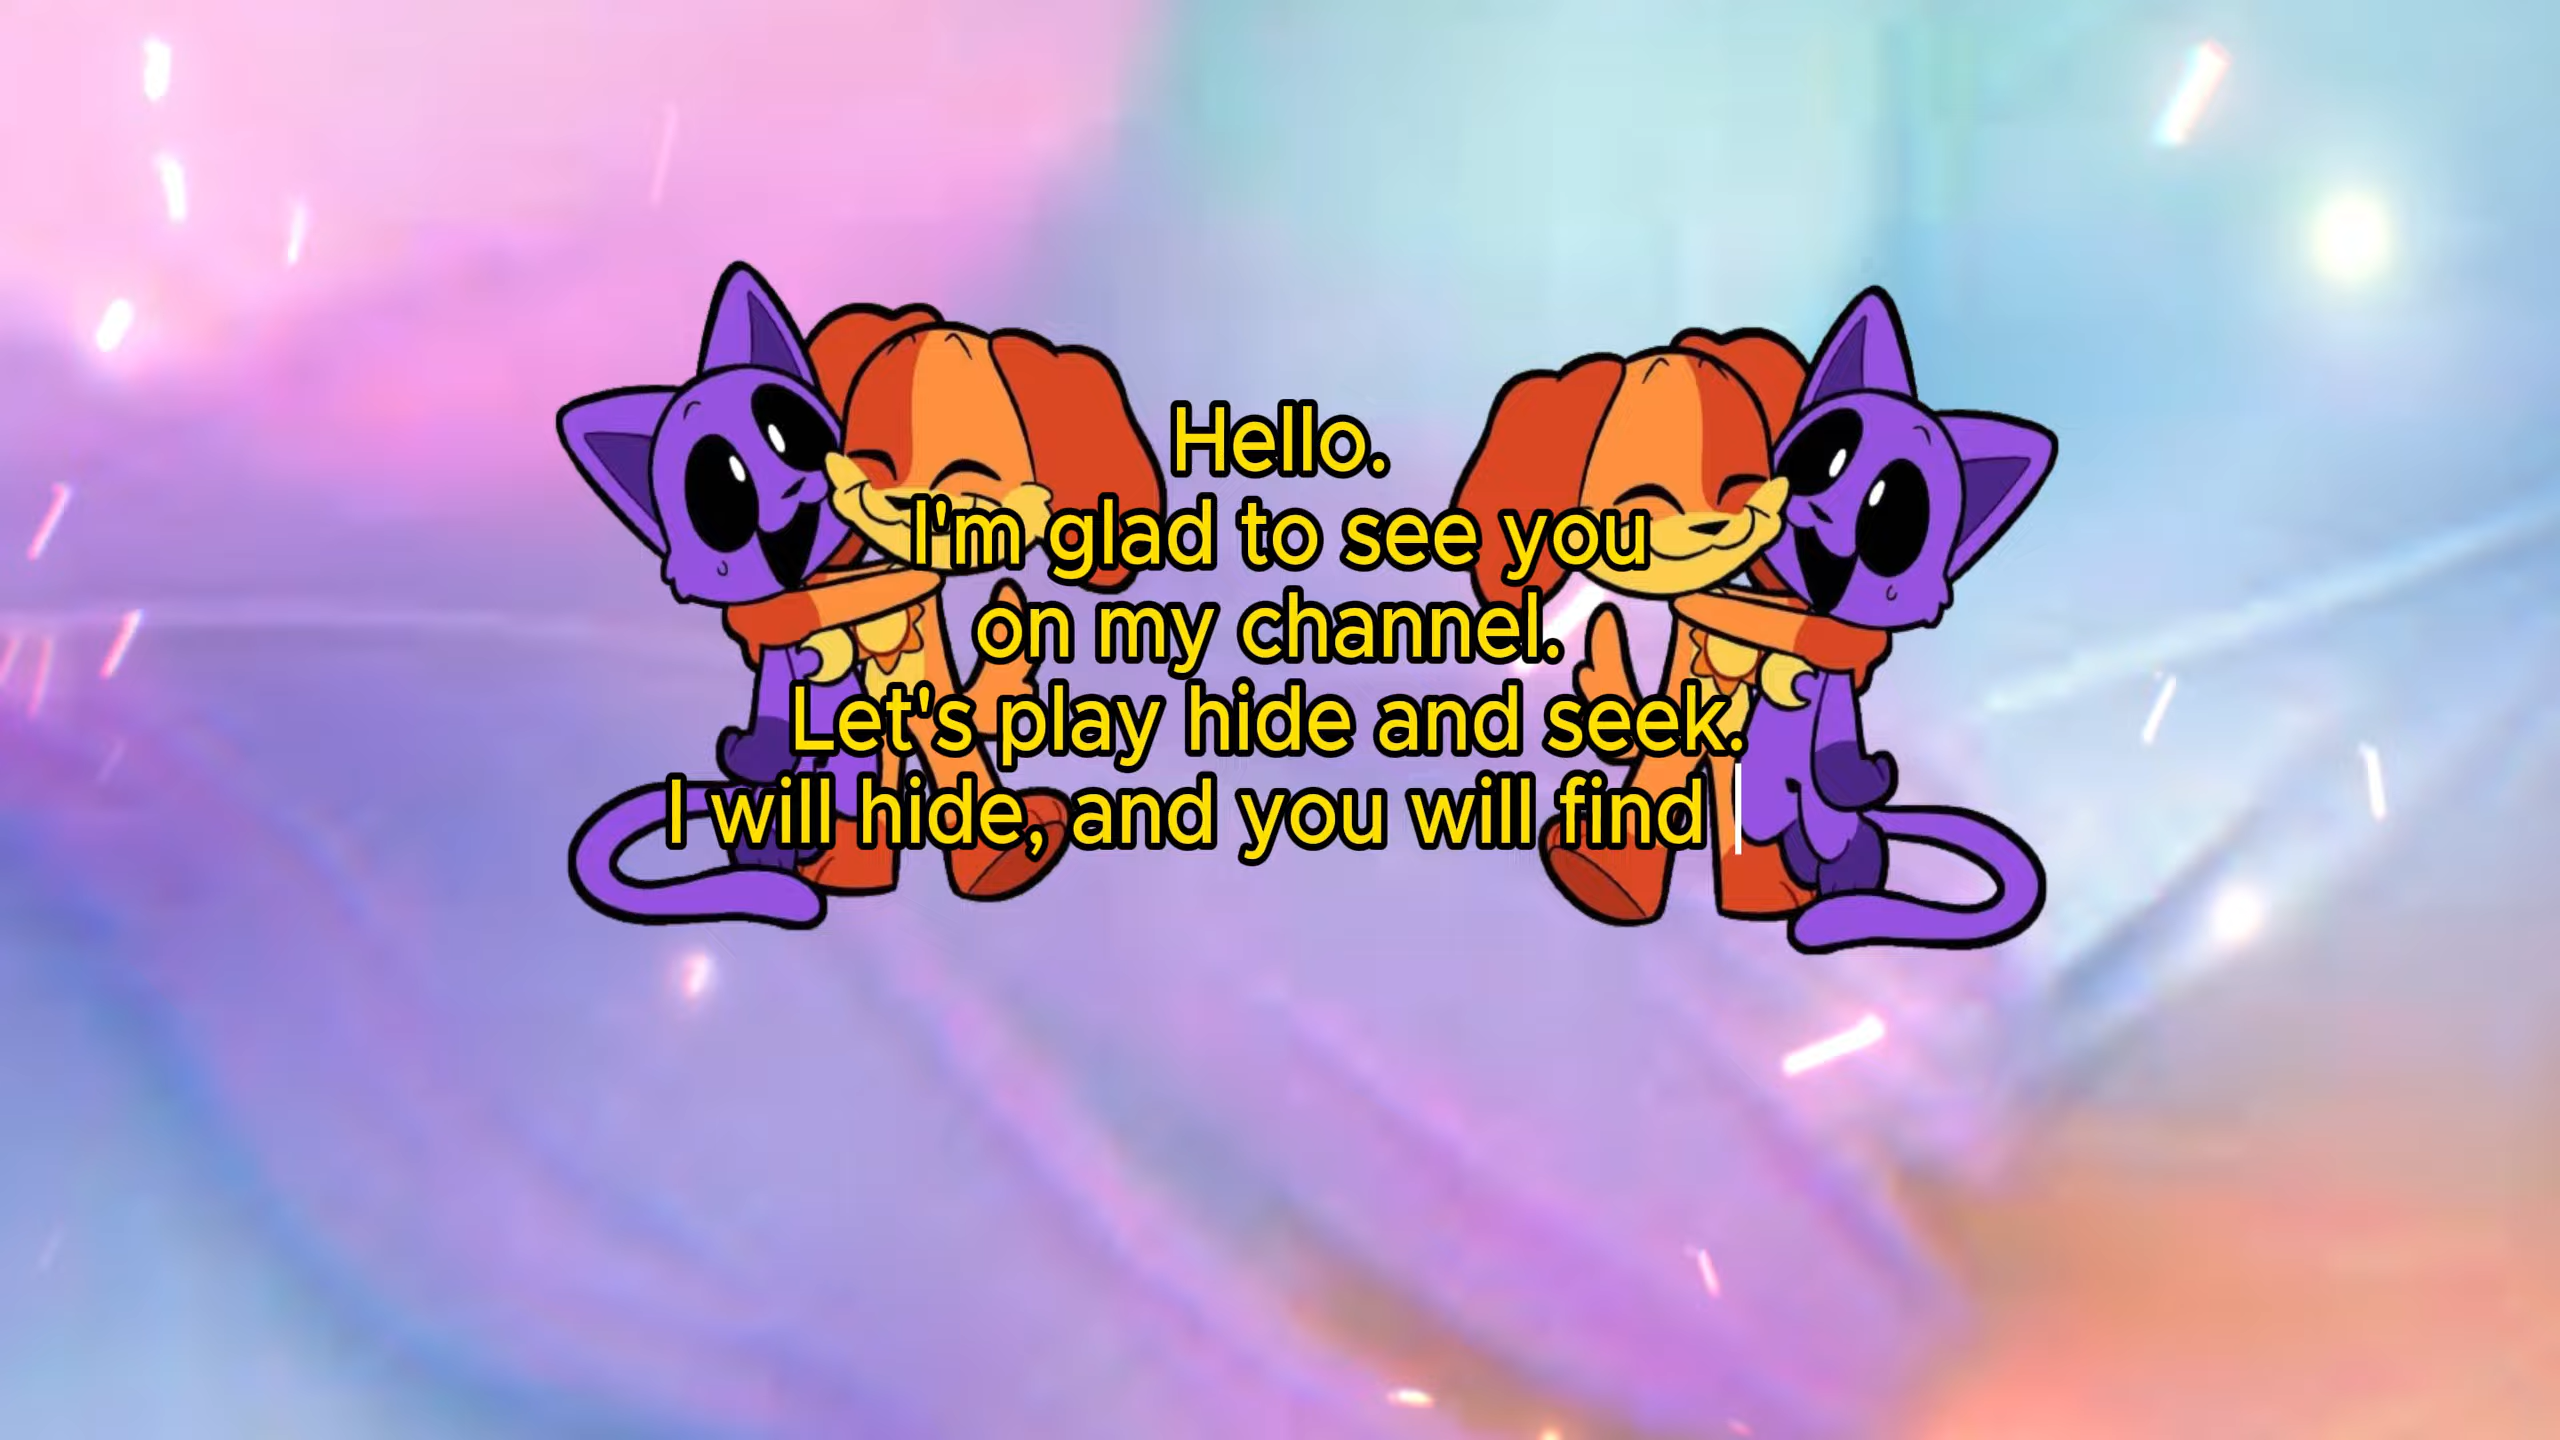 Hello.
I'm glad to see you
on my channel.
Let's play hide and seek.
I will hide, and you will find